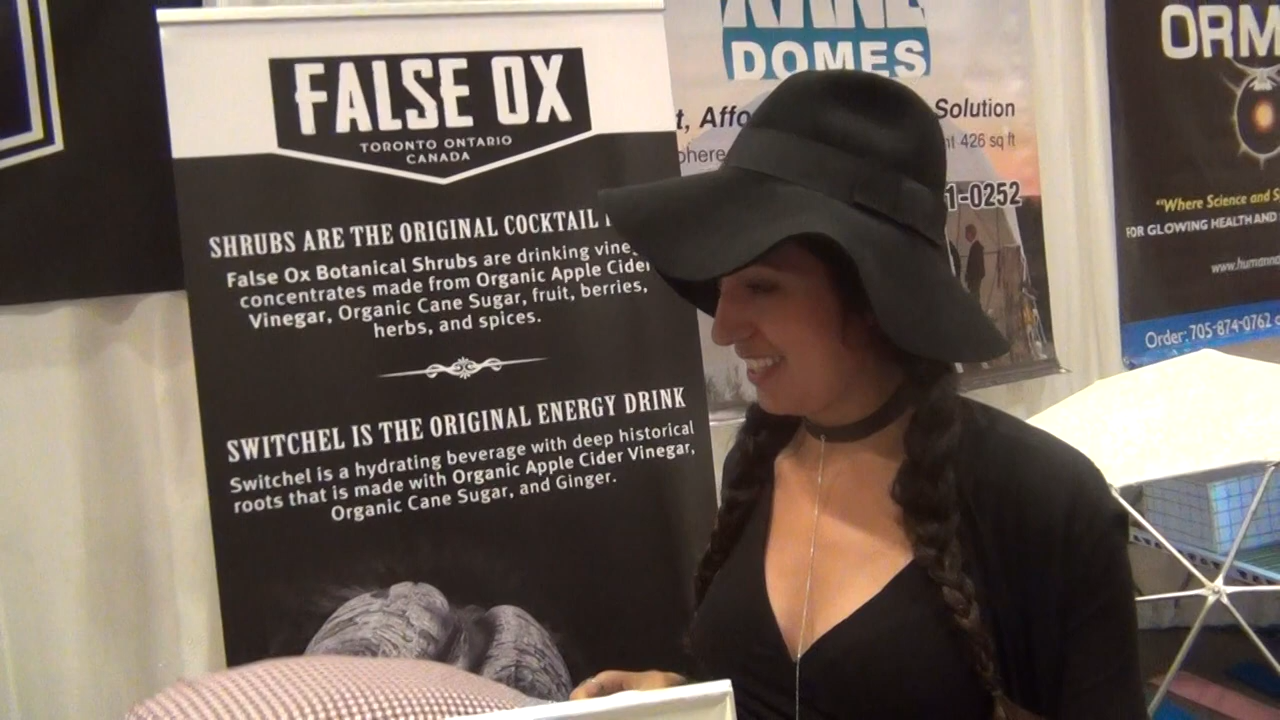 FALSE OX
TORONTO ONTARIO
CANADA
SHRUBS ARE THE ORIGINAL COCKTAIL
False Ox Botanical Shrubs are drinking
concentrates made from Organic Apple Cider
Vinegar, Organic Cane Sugar, fruit, berries,
herbs, and spices.
SWITCHEL IS THE ORIGINAL ENERGY DRINK
Switchel is a hydrating beverage with deep historical
roots that is made with Organic Apple Cider Vinegar,
Organic Cane Sugar, and Ginger.
DOMES
Solution
426 sq ft
1-0252
ORM
"Where Science and S
FOR GLOWING HEALTH AND
www.humann
Order: 705-874-0762